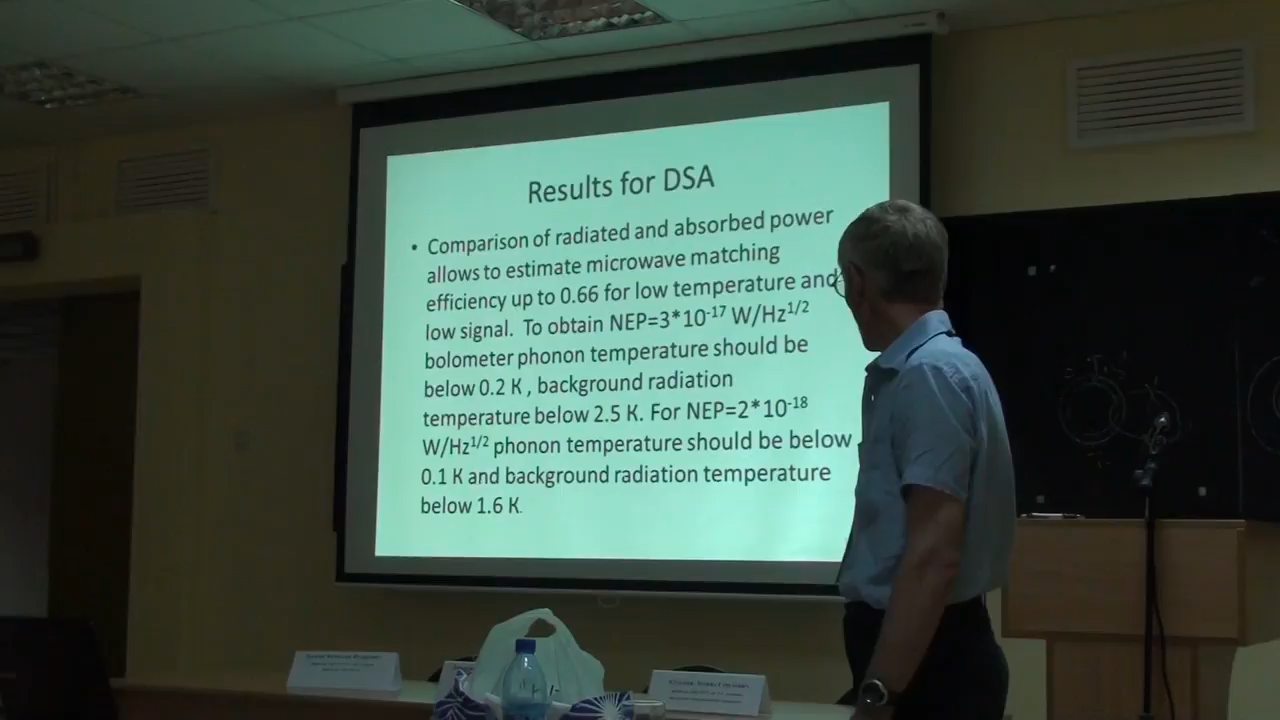 Results for DSA
• Comparison of radiated and absorbed power
allows to estimate microwave matching
efficiency up to 0.66 for low temperature and
low signal. To obtain NEP=3*10⁻¹⁷ W/Hz¹/²
bolometer phonon temperature should be
below 0.2 K , background radiation
temperature below 2.5 K. For NEP=2*10⁻¹⁸
W/Hz¹/² phonon temperature should be below
0.1 K and background radiation temperature
below 1.6 K.